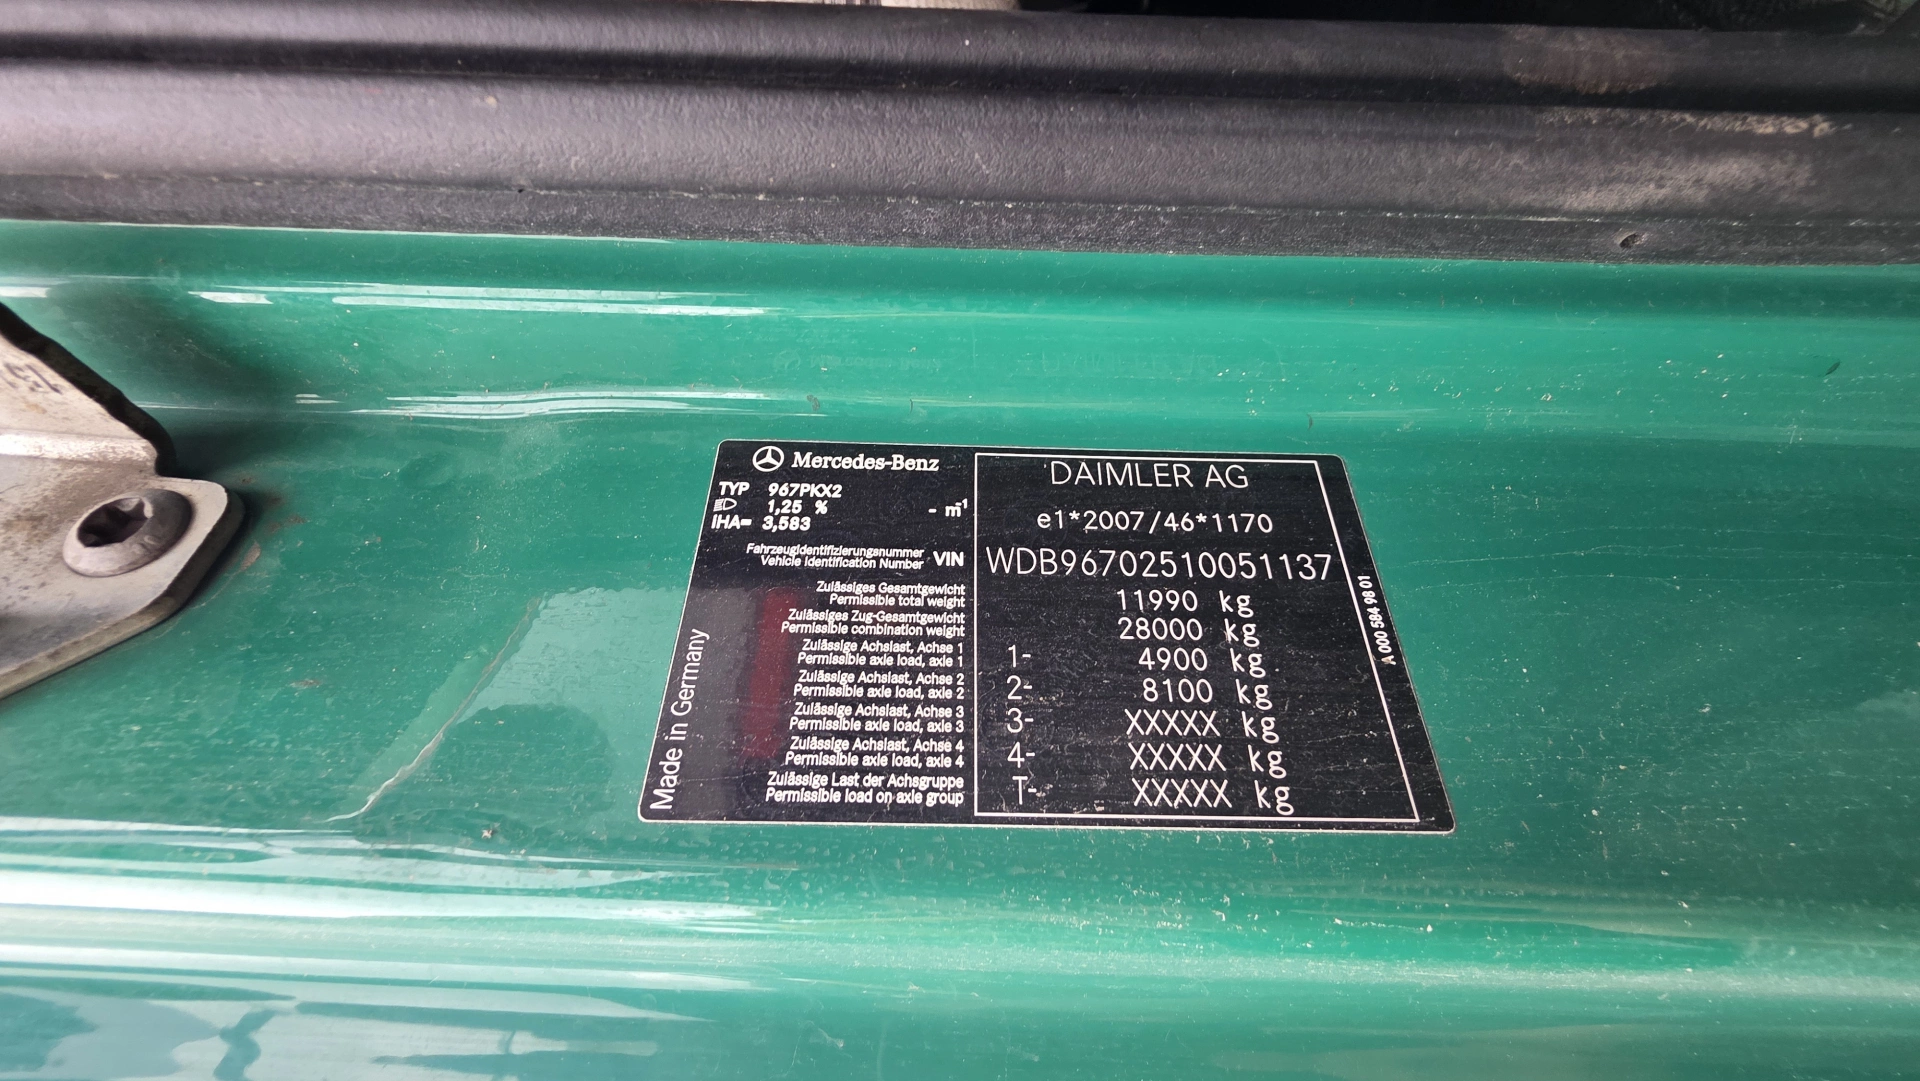 Mercedes-Benz
TYP 967PKX2
1,25 % - m-1
IHA= 3,583
Fahrzeugidentifizierungsnummer
Vehicle Identification Number VIN
Zulässiges Gesamtgewicht
Permissible total weight
Zulässiges Zug-Gesamtgewicht
Permissible combination weight
Zulässige Achslast, Achse 1
Permissible axle load, axle 1
Zulässige Achslast, Achse 2
Permissible axle load, axle 2
Zulässige Achslast, Achse 3
Permissible axle load, axle 3
Zulässige Achslast, Achse 4
Permissible axle load, axle 4
Zulässige Last der Achsgruppe
Permissible load on axle group
Made in Germany
DAIMLER AG
e1*2007/46*1170
WDB96702510051137
11990 kg
28000 kg
1- 4900 kg
2- 8100 kg
3- XXXXX kg
4- XXXXX kg
T- XXXXX kg
A 000 584 98 01